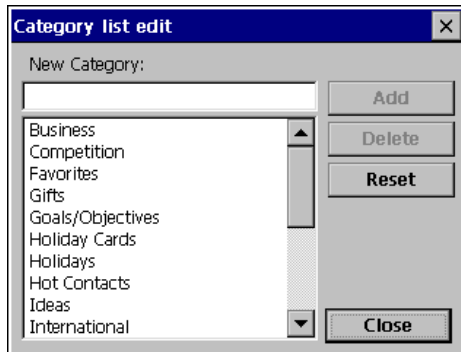 Category list edit
New Category:
Add
Business
Delete
Competition
Favorites
Reset
Gifts
Goals/Objectives
Holiday Cards
Holidays
Hot Contacts
Ideas
International
Close